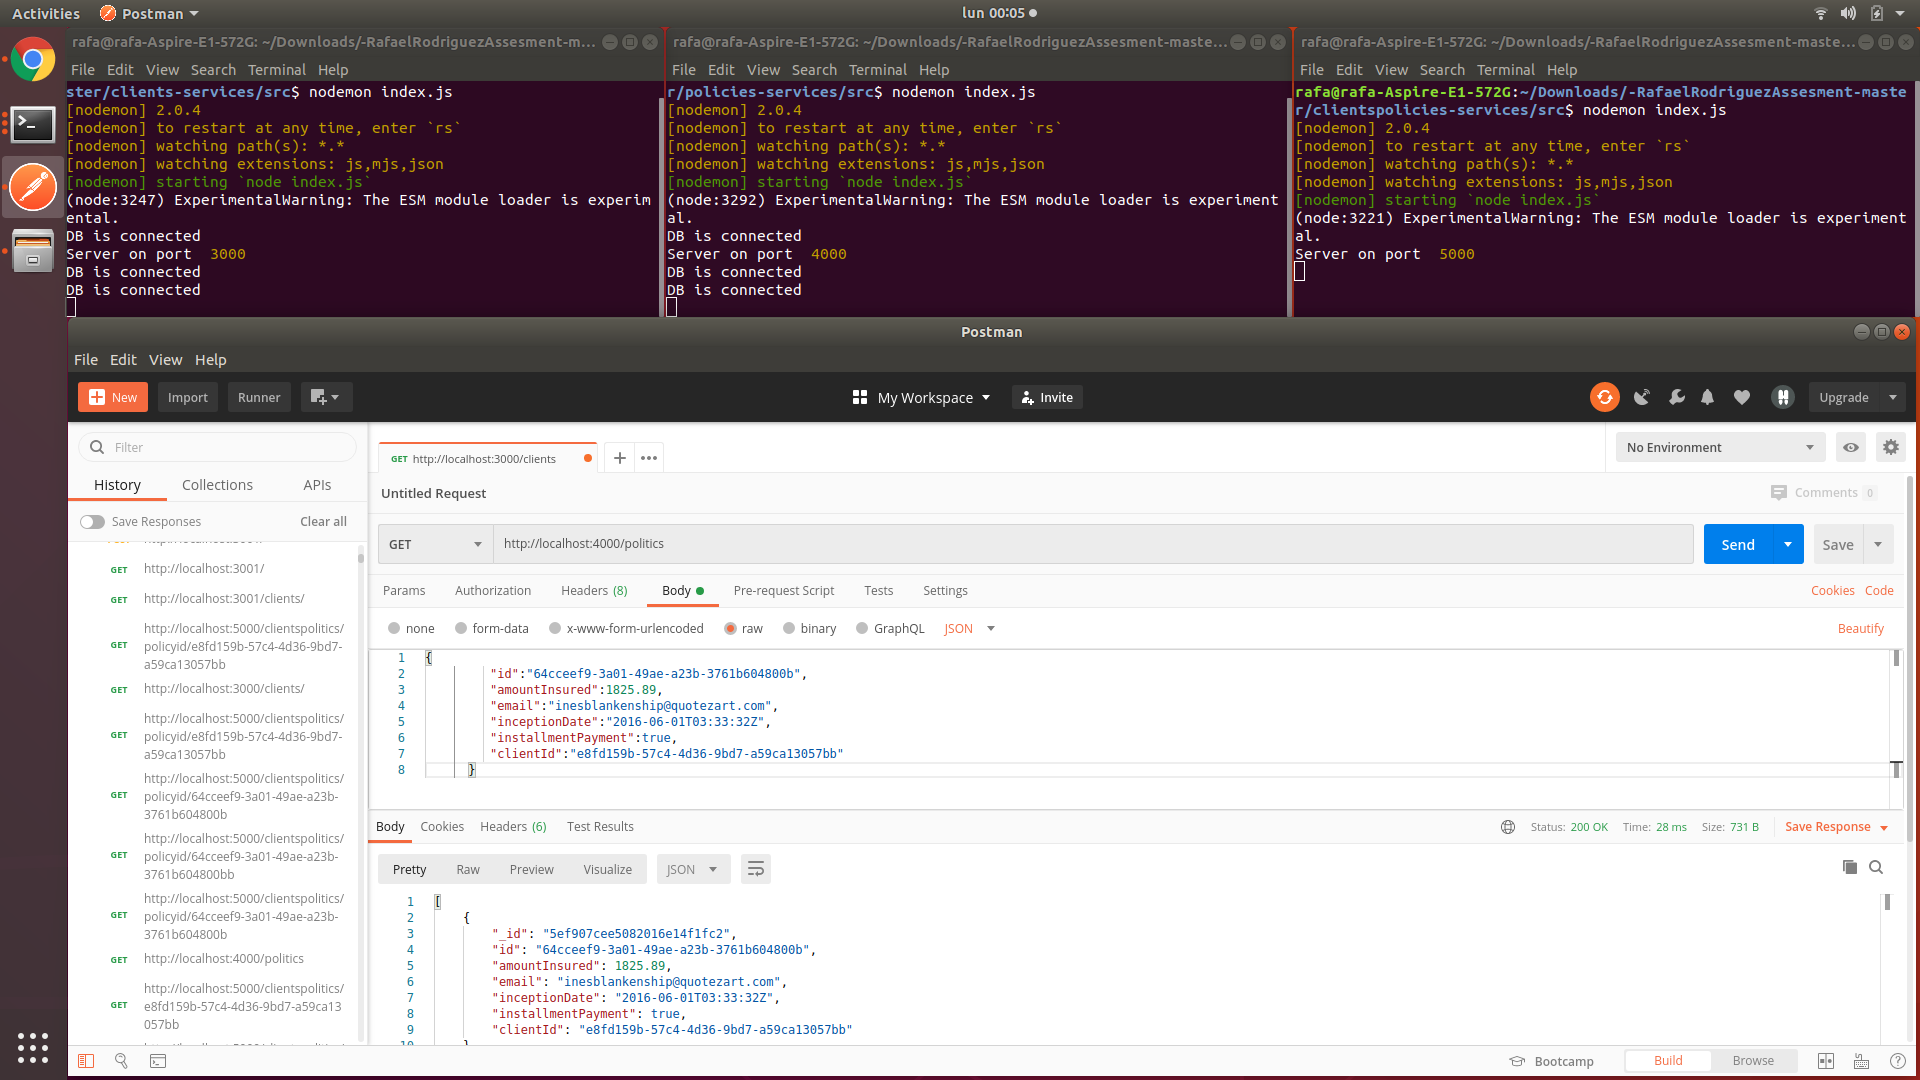 Activities
Postman
lun 00:05
rafa@rafa-Aspire-E1-572G: ~/Downloads/-RafaelRodriguezAssesment-m...
File Edit View Search Terminal Help
ster/clients-services/src$ nodemon index.js
[nodemon] 2.0.4
[nodemon] to restart at any time, enter `rs`
[nodemon] watching path(s): *.*
[nodemon] watching extensions: js,mjs,json
[nodemon] starting `node index.js`
(node:3247) ExperimentalWarning: The ESM module loader is experim
ental.
DB is connected
Server on port  3000
DB is connected
DB is connected
rafa@rafa-Aspire-E1-572G: ~/Downloads/-RafaelRodriguezAssesment-maste...
File Edit View Search Terminal Help
r/policies-services/src$ nodemon index.js
[nodemon] 2.0.4
[nodemon] to restart at any time, enter `rs`
[nodemon] watching path(s): *.*
[nodemon] watching extensions: js,mjs,json
[nodemon] starting `node index.js`
(node:3292) ExperimentalWarning: The ESM module loader is experiment
al.
DB is connected
Server on port  4000
DB is connected
DB is connected
rafa@rafa-Aspire-E1-572G: ~/Downloads/-RafaelRodriguezAssesment-maste...
File Edit View Search Terminal Help
rafa@rafa-Aspire-E1-572G:~/Downloads/-RafaelRodriguezAssesment-maste
r/clientspolicies-services/src$ nodemon index.js
[nodemon] 2.0.4
[nodemon] to restart at any time, enter `rs`
[nodemon] watching path(s): *.*
[nodemon] watching extensions: js,mjs,json
[nodemon] starting `node index.js`
(node:3221) ExperimentalWarning: The ESM module loader is experiment
al.
Server on port  5000
Postman
File Edit View Help
New Import Runner My Workspace Invite Upgrade
Filter
History Collections APIs
Save Responses Clear all
GET http://localhost:3001/
GET http://localhost:3001/clients/
http://localhost:5000/clientspolitics/
GET policyid/e8fd159b-57c4-4d36-9bd7-
a59ca13057bb
GET http://localhost:3000/clients/
http://localhost:5000/clientspolitics/
GET policyid/e8fd159b-57c4-4d36-9bd7-
a59ca13057bb
http://localhost:5000/clientspolitics/
GET policyid/64cceef9-3a01-49ae-a23b-
3761b604800b
http://localhost:5000/clientspolitics/
GET policyid/64cceef9-3a01-49ae-a23b-
3761b604800bb
http://localhost:5000/clientspolitics/
GET policyid/64cceef9-3a01-49ae-a23b-
3761b604800b
GET http://localhost:4000/politics
http://localhost:5000/clientspolitics/
GET e8fd159b-57c4-4d36-9bd7-a59ca13
057bb
GET http://localhost:3000/clients
No Environment
Untitled Request
Comments 0
GET http://localhost:4000/politics Send Save
Params Authorization Headers (8) Body Pre-request Script Tests Settings Cookies Code
none form-data x-www-form-urlencoded raw binary GraphQL JSON Beautify
1 {
2 "id":"64cceef9-3a01-49ae-a23b-3761b604800b",
3 "amountInsured":1825.89,
4 "email":"inesblankenship@quotezart.com",
5 "inceptionDate":"2016-06-01T03:33:32Z",
6 "installmentPayment":true,
7 "clientId":"e8fd159b-57c4-4d36-9bd7-a59ca13057bb"
8 }
Body Cookies Headers (6) Test Results Status: 200 OK Time: 28 ms Size: 731 B Save Response
Pretty Raw Preview Visualize JSON
1 [
2 {
3 "_id": "5ef907cee5082016e14f1fc2",
4 "id": "64cceef9-3a01-49ae-a23b-3761b604800b",
5 "amountInsured": 1825.89,
6 "email": "inesblankenship@quotezart.com",
7 "inceptionDate": "2016-06-01T03:33:32Z",
8 "installmentPayment": true,
9 "clientId": "e8fd159b-57c4-4d36-9bd7-a59ca13057bb"
Bootcamp Build Browse